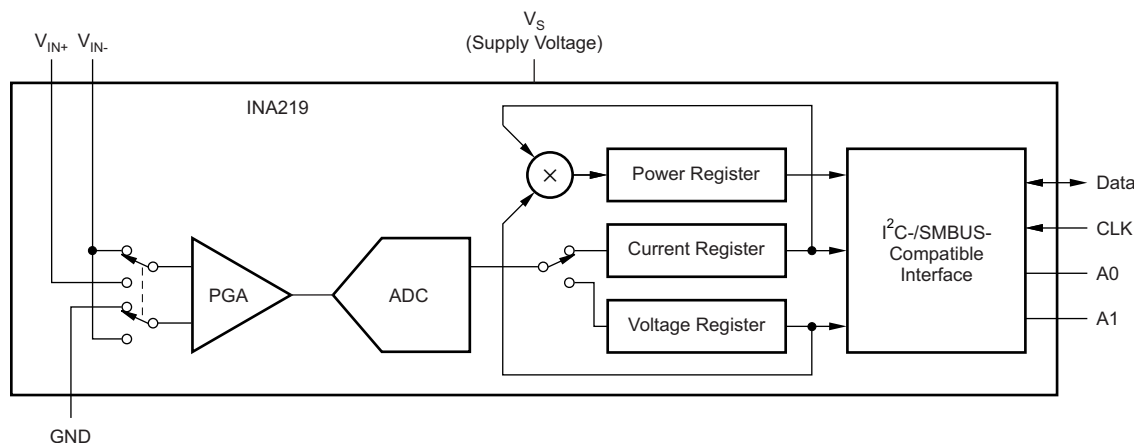 V_S
(Supply Voltage)
V_IN+
V_IN-
INA219
×
Power Register
Current Register
Voltage Register
PGA
ADC
I²C-/SMBUS-
Compatible
Interface
Data
CLK
A0
A1
GND